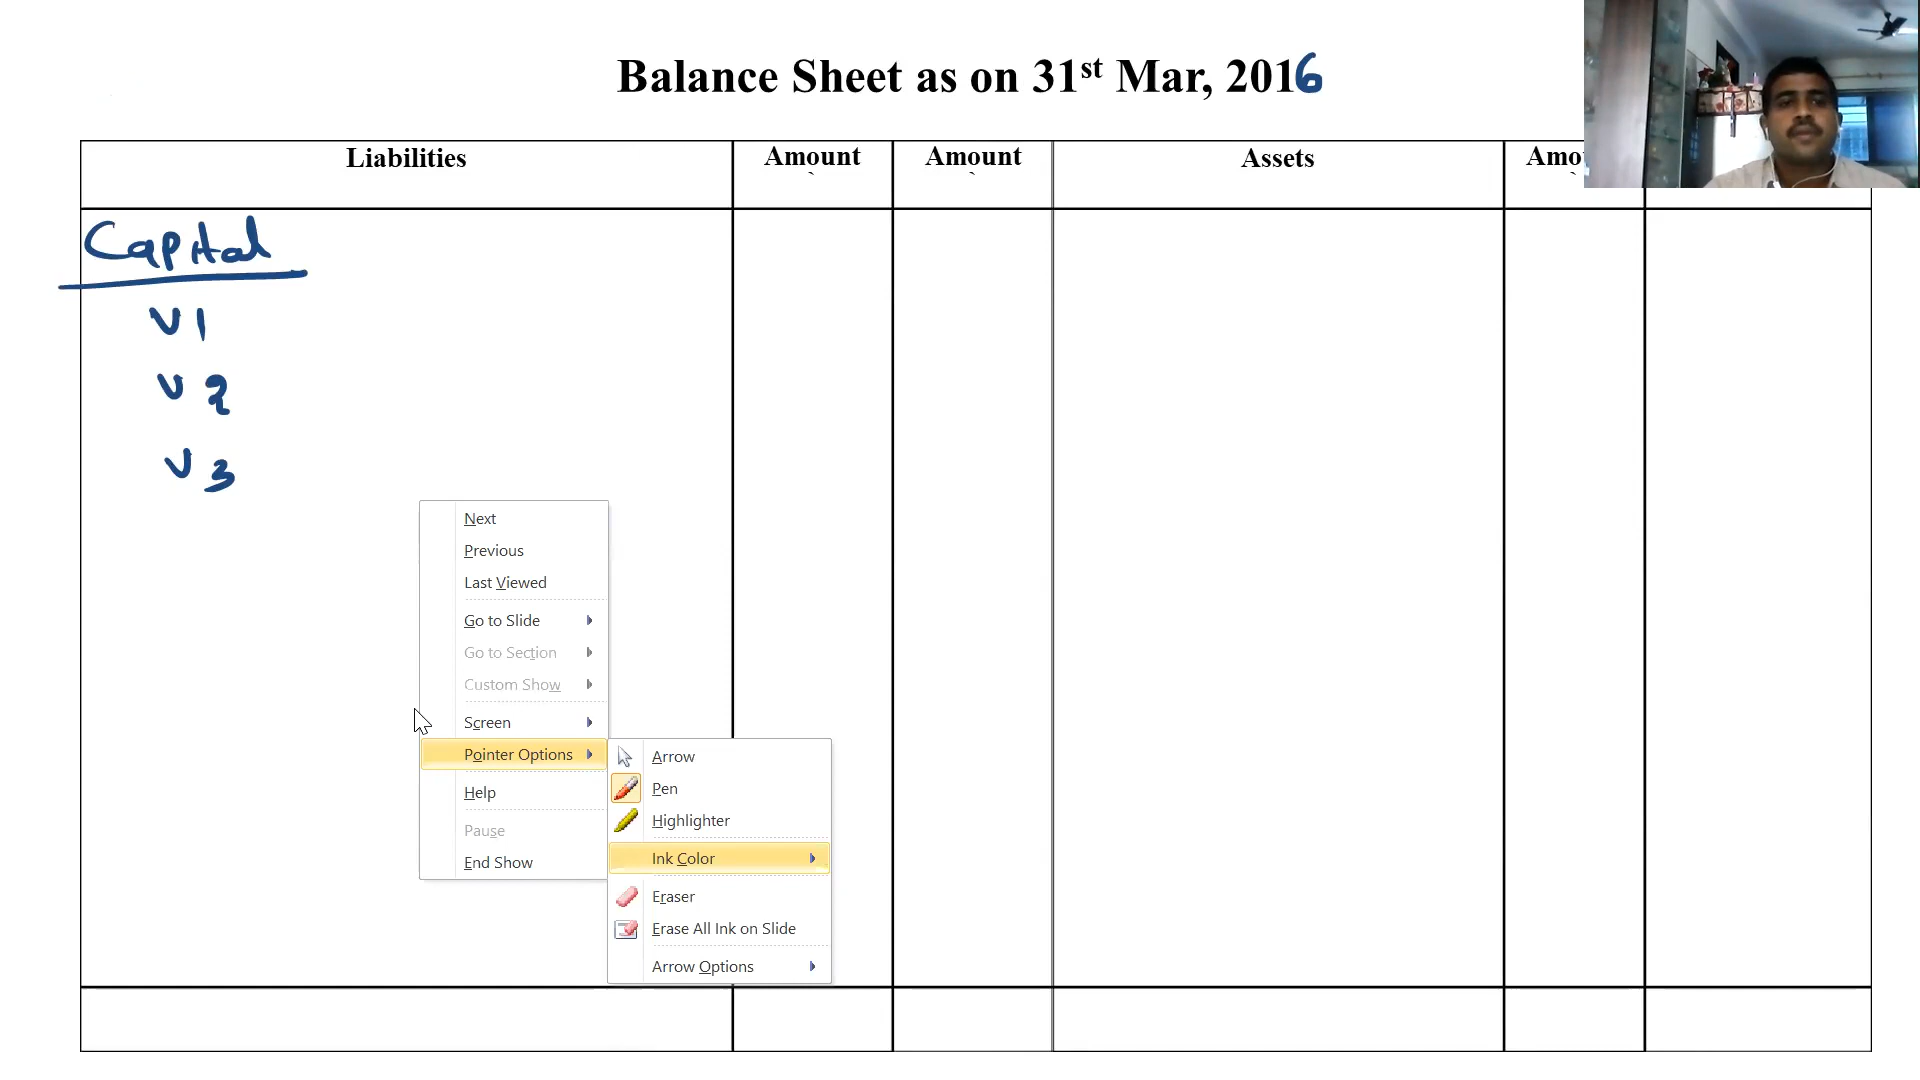 Balance Sheet as on 31st Mar, 2016
Liabilities
Amount
`
Amount
`
Assets
Amo
`
Capital
V1
V2
V3
Next
Previous
Last Viewed
Go to Slide
Go to Section
Custom Show
Screen
Pointer Options
Help
Pause
End Show
Arrow
Pen
Highlighter
Ink Color
Eraser
Erase All Ink on Slide
Arrow Options